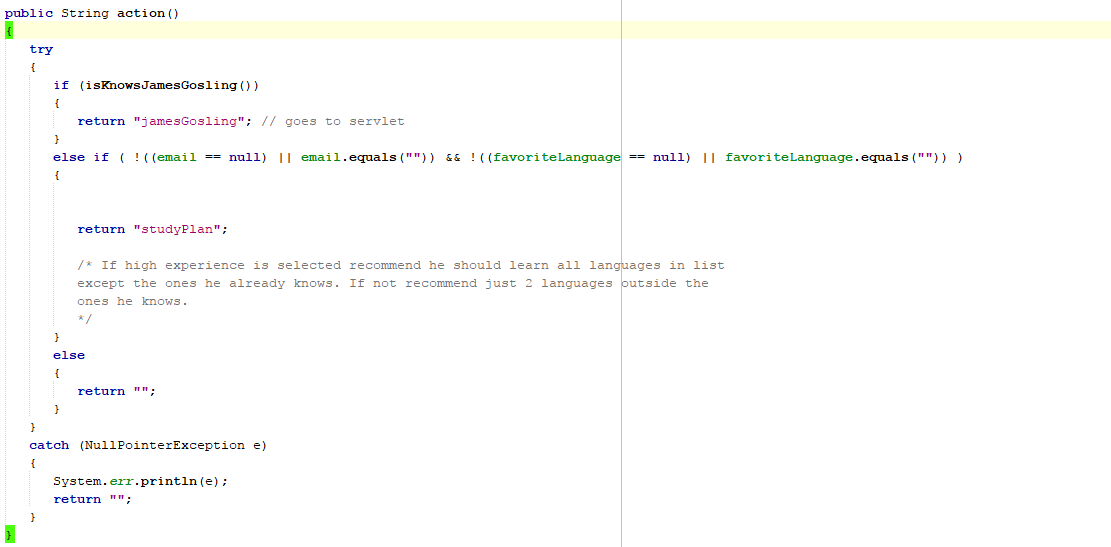 public String action()
{
try
{
if (isKnowsJamesGosling())
{
return "jamesGosling"; // goes to servlet
}
else if ( !((email == null) || email.equals("")) && !((favoriteLanguage == null) || favoriteLanguage.equals("")) )
{
return "studyPlan";
/* If high experience is selected recommend he should learn all languages in list
except the ones he already knows. If not recommend just 2 languages outside the
ones he knows.
*/
}
else
{
return "";
}
}
catch (NullPointerException e)
{
System.err.println(e);
return "";
}
}